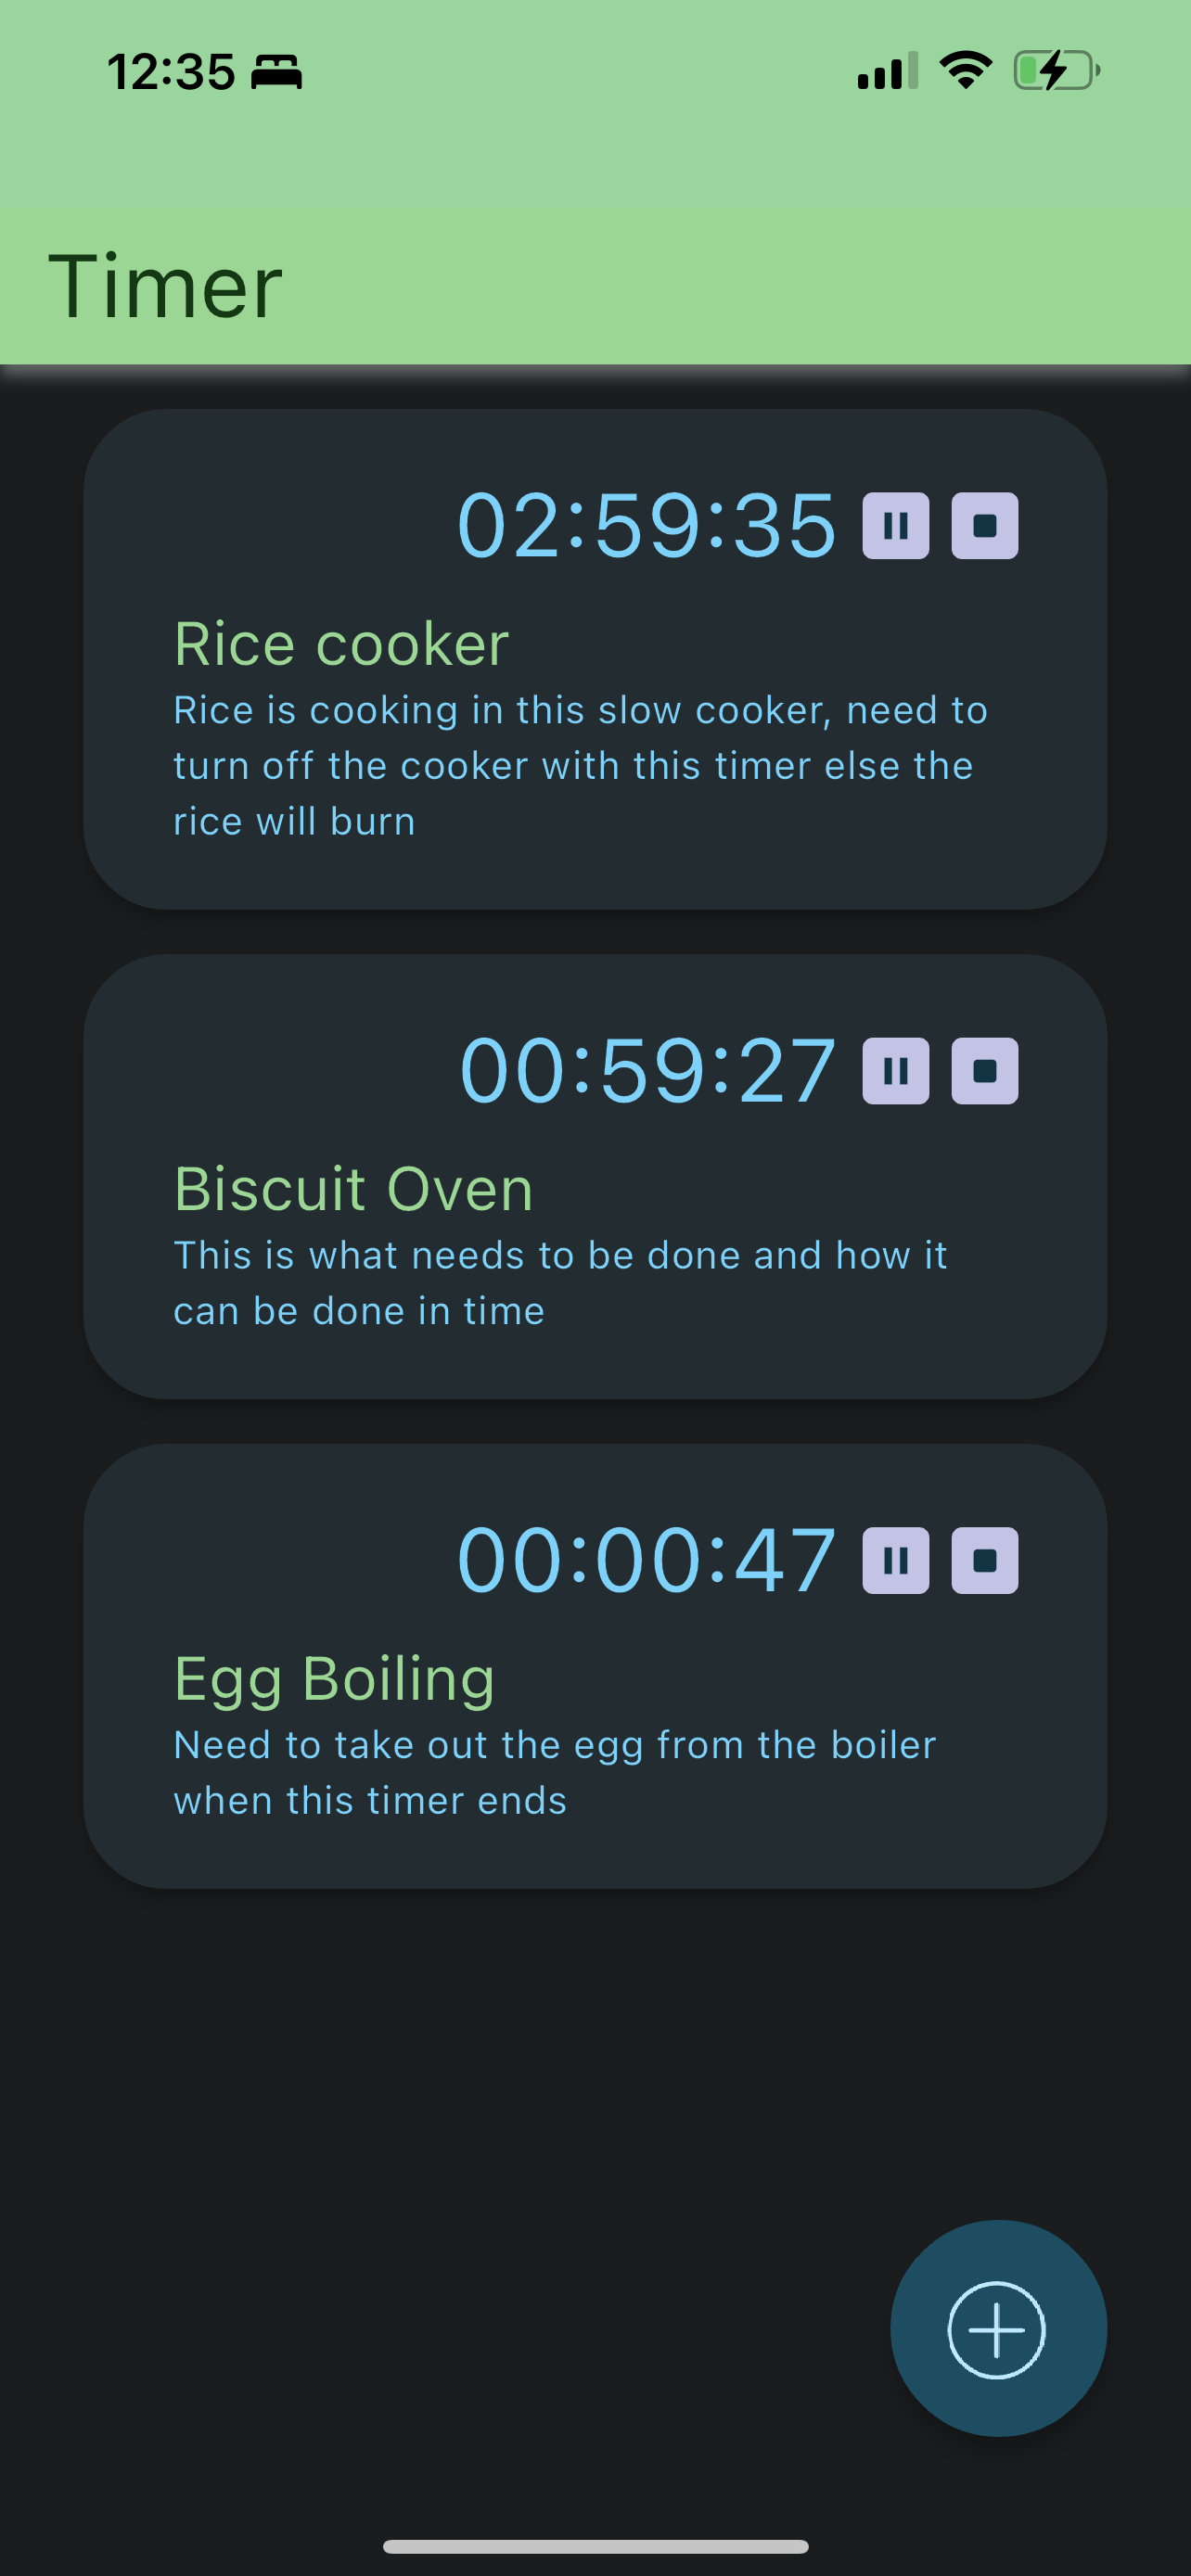 12:35
Timer
02:59:35
Rice cooker
Rice is cooking in this slow cooker, need to
turn off the cooker with this timer else the
rice will burn
00:59:27
Biscuit Oven
This is what needs to be done and how it
can be done in time
00:00:47
Egg Boiling
Need to take out the egg from the boiler
when this timer ends